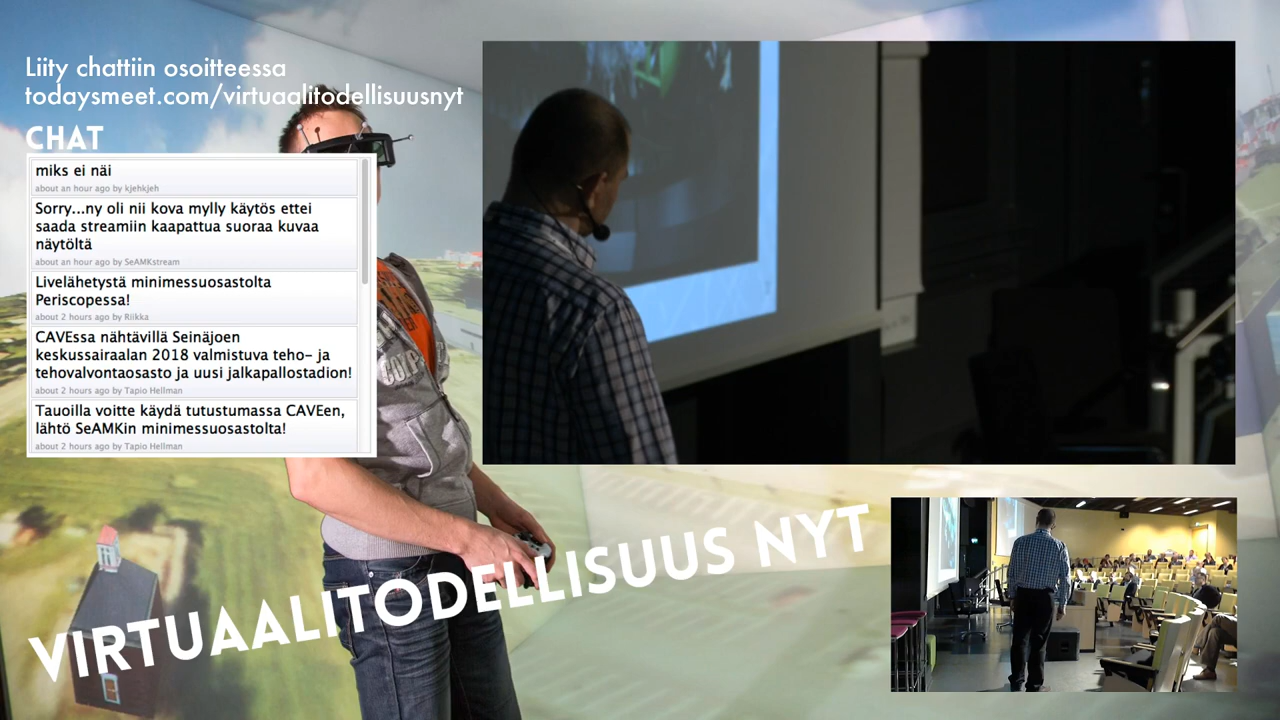 Liity chattiin osoitteessa
todaysmeet.com/virtuaalitodellisuusnyt
CHAT
miks ei näi
about an hour ago by kjehkjeh
Sorry...ny oli nii kova mylly käytös ettei
saada streamiin kaapattua suoraa kuvaa
näytöltä
about an hour ago by SeAMKstream
Livelähetystä minimessuosastolta
Periscopessa!
about 2 hours ago by Riikka
CAVEssa nähtävillä Seinäjoen
keskussairaalan 2018 valmistuva teho- ja
tehovalvontaosasto ja uusi jalkapallostadion!
about 2 hours ago by Tapio Hellman
Tauoilla voitte käydä tutustumassa CAVEen,
lähtö SeAMKin minimessuosastolta!
about 2 hours ago by Tapio Hellman
VIRTUAALITODELLISUUS NYT